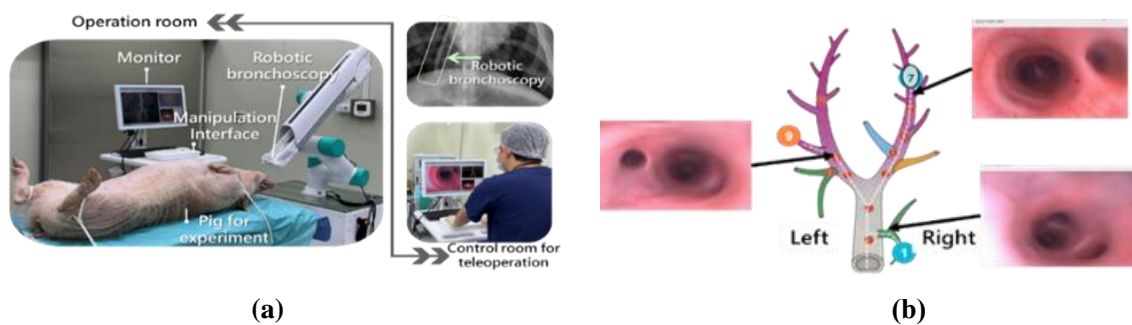 Operation room
Monitor
Robotic
bronchoscopy
Manipulation
Interface
Pig for
experiment
Robotic
bronchoscopy
Control room for
teleoperation
(a)
7
9
Left
Right
1
(b)